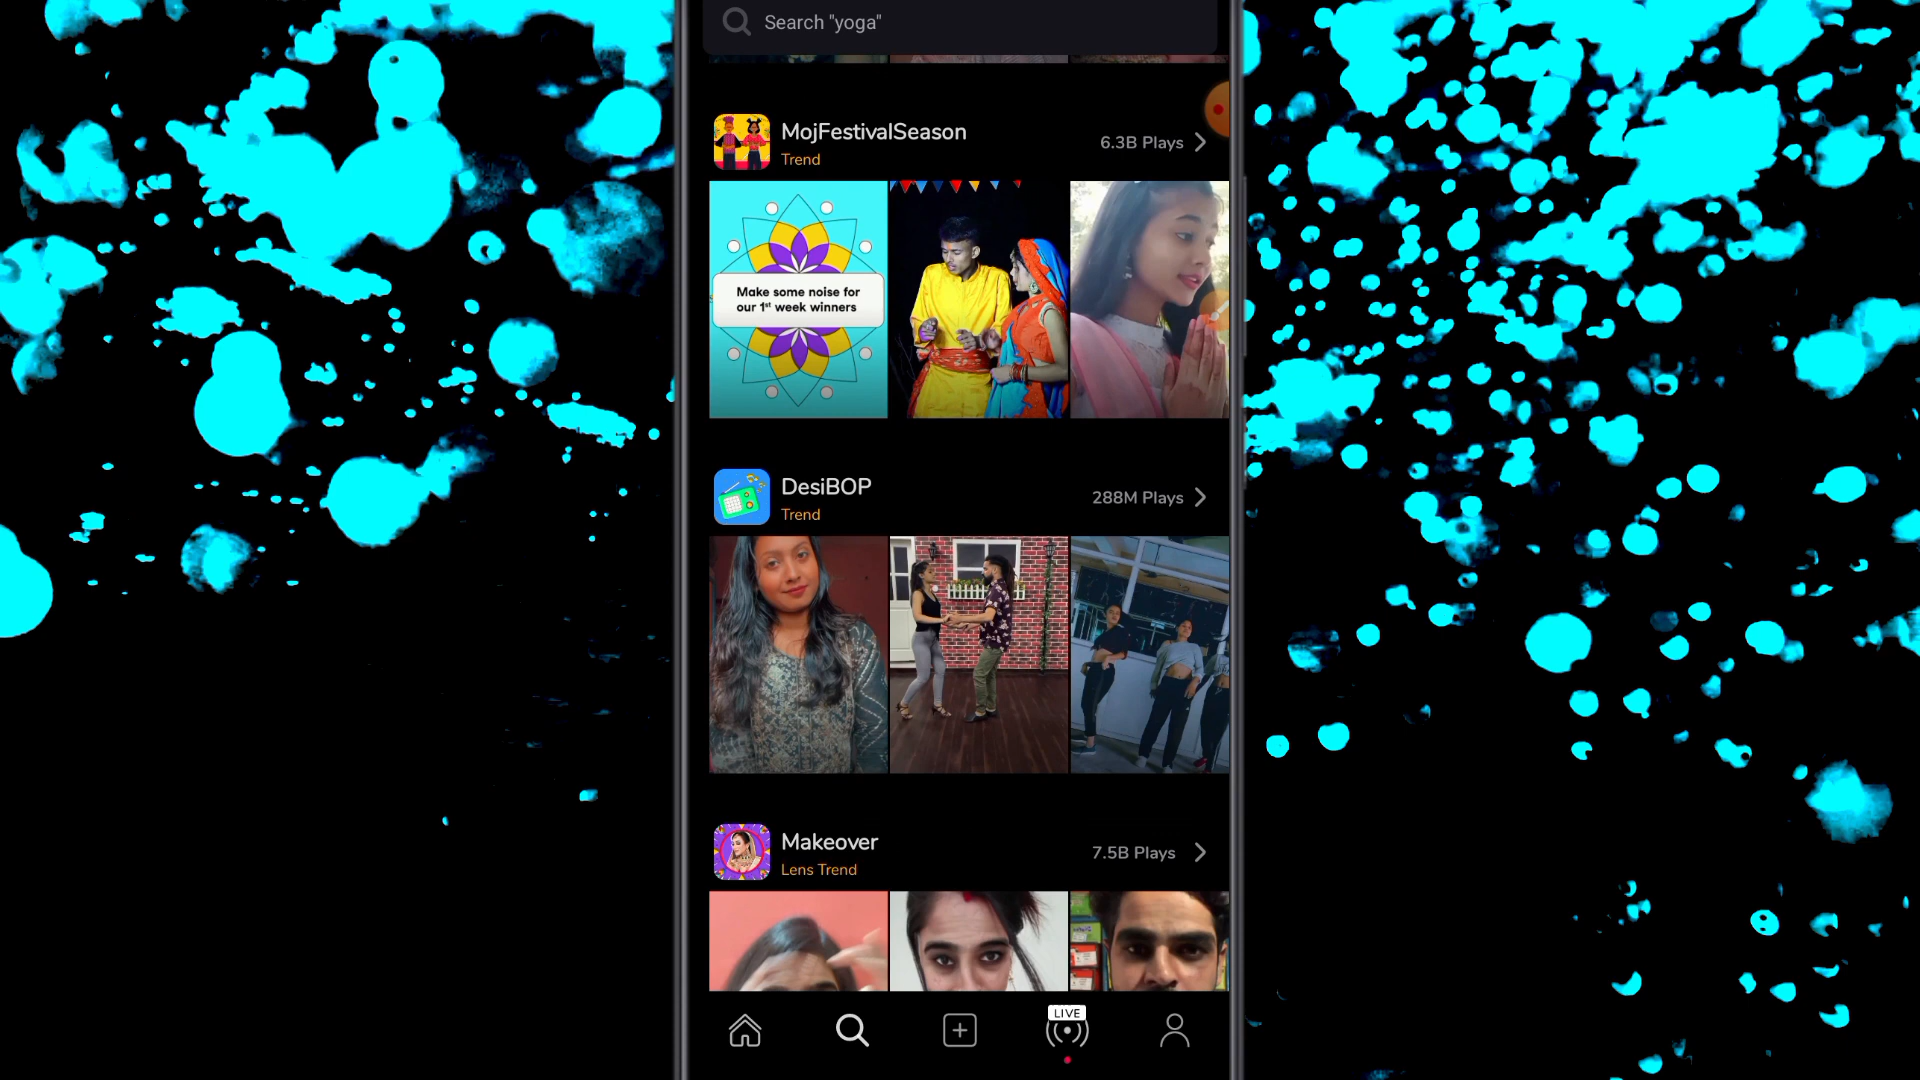 Search "yoga"
MojFestivalSeason
Trend
6.3B Plays
Make some noise for
our 1st week winners
DesiBOP
Trend
288M Plays
Makeover
Lens Trend
7.5B Plays
LIVE